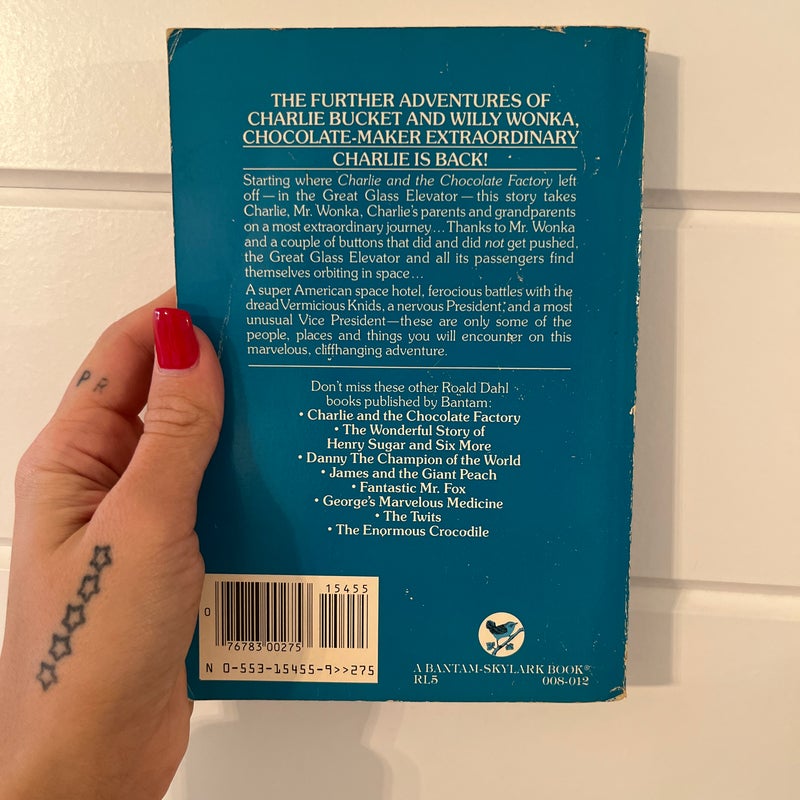 THE FURTHER ADVENTURES OF
CHARLIE BUCKET AND WILLY WONKA,
CHOCOLATE-MAKER EXTRAORDINARY
CHARLIE IS BACK!
Starting where Charlie and the Chocolate Factory left
off—in the Great Glass Elevator—this story takes
Charlie, Mr. Wonka, Charlie's parents and grandparents
on a most extraordinary journey...Thanks to Mr. Wonka
and a couple of buttons that did and did not get pushed,
the Great Glass Elevator and all its passengers find
themselves orbiting in space...
A super American space hotel, ferocious battles with the
dread Vermicious Knids, a nervous President, and a most
unusual Vice President—these are only some of the
people, places and things you will encounter on this
marvelous, cliffhanging adventure.
Don't miss these other Roald Dahl
books published by Bantam:
• Charlie and the Chocolate Factory
• The Wonderful Story of
Henry Sugar and Six More
• Danny The Champion of the World
• James and the Giant Peach
• Fantastic Mr. Fox
• George's Marvelous Medicine
• The Twits
• The Enormous Crocodile
PR
15455
0
76783 00275
N 0-553-15455-9>>275
A BANTAM-SKYLARK BOOK®
RL5 008-012